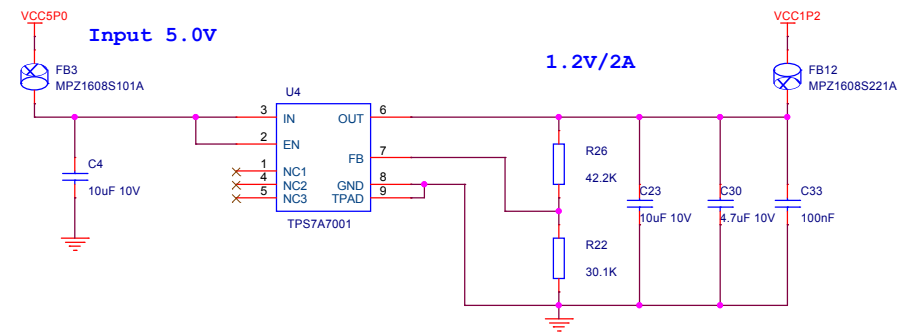 VCC5P0
VCC1P2
Input 5.0V
1.2V/2A
FB3
MPZ1608S101A
FB12
MPZ1608S221A
U4
3 IN OUT 6
2 EN
FB 7
1 NC1
4 NC2
5 NC3
GND 8
TPAD 9
TPS7A7001
C4
10uF 10V
R26
42.2K
R22
30.1K
C23
10uF 10V
C30
4.7uF 10V
C33
100nF